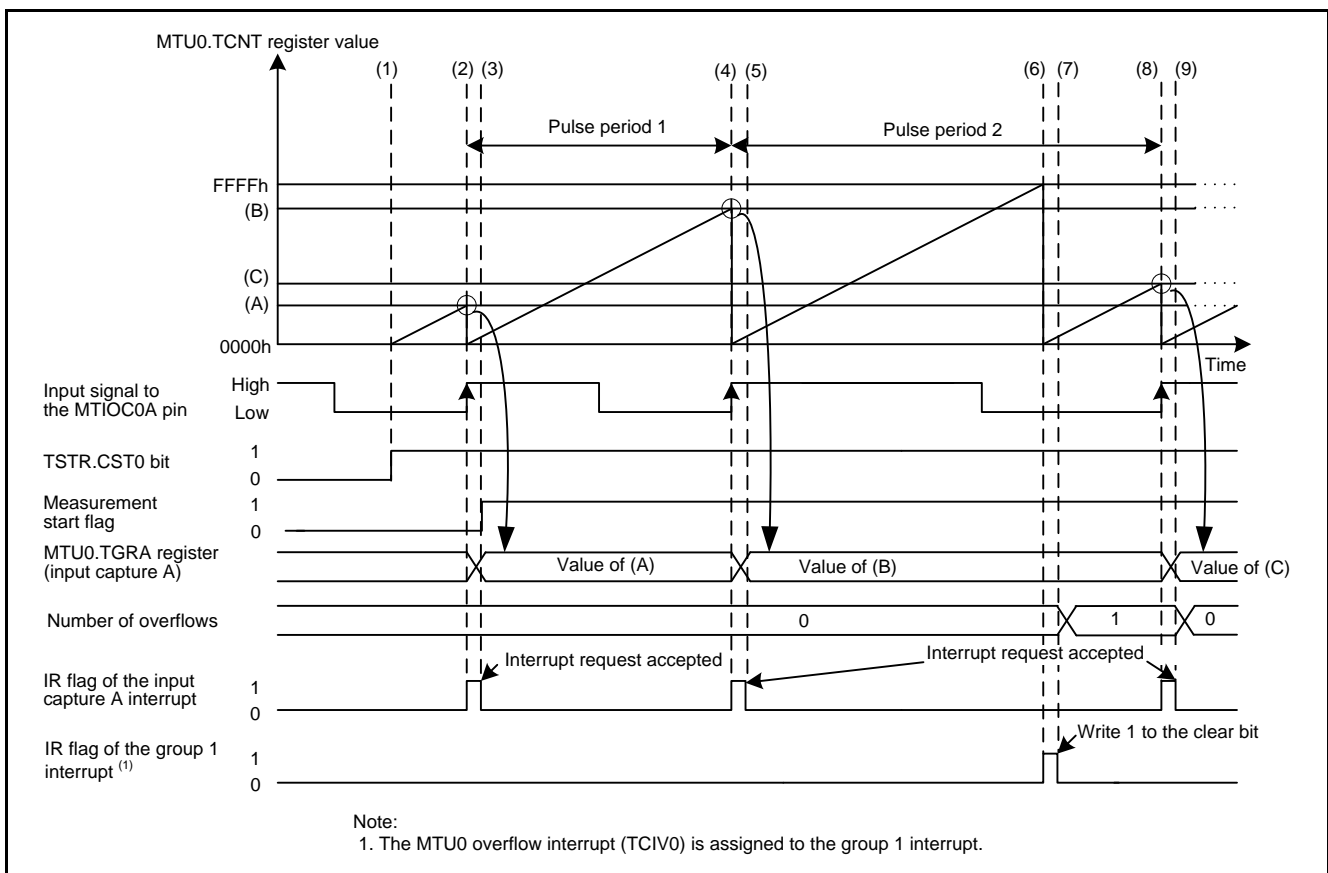 MTU0.TCNT register value
(1) (2) (3) (4) (5) (6) (7) (8) (9)
Pulse period 1
Pulse period 2
FFFFh
(B)
(C)
(A)
0000h
Time
Input signal to
the MTIOC0A pin
High
Low
TSTR.CST0 bit
1
0
Measurement
start flag
1
0
MTU0.TGRA register
(input capture A)
Value of (A)
Value of (B)
Value of (C)
Number of overflows
0
1
0
Interrupt request accepted
Interrupt request accepted
IR flag of the input
capture A interrupt
1
0
Write 1 to the clear bit
IR flag of the group 1
interrupt (1)
1
0
Note:
1. The MTU0 overflow interrupt (TCIV0) is assigned to the group 1 interrupt.